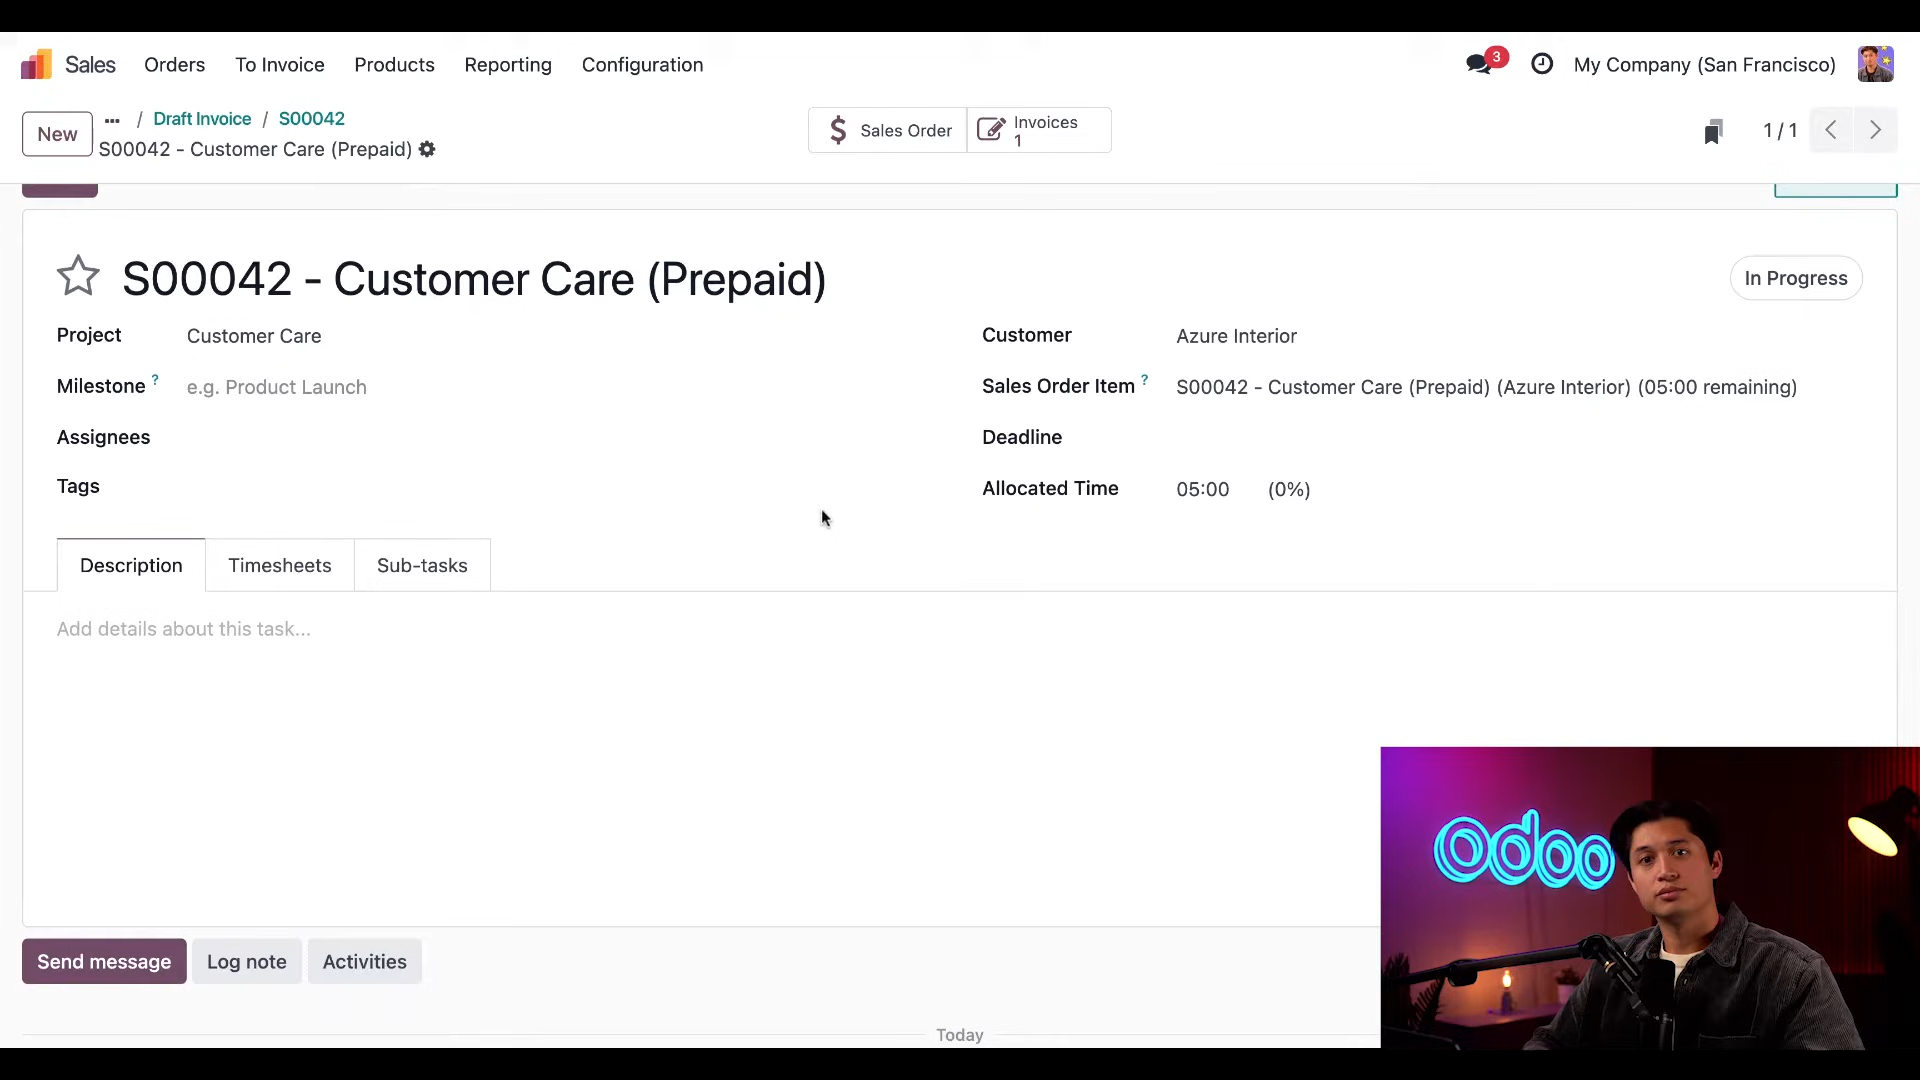 Sales Orders To Invoice Products Reporting Configuration 3 My Company (San Francisco)
New ... / Draft Invoice / S00042
S00042 - Customer Care (Prepaid)
$ Sales Order
Invoices
1
1 / 1
S00042 - Customer Care (Prepaid)
In Progress
Project Customer Care
Customer Azure Interior
Milestone ? e.g. Product Launch
Sales Order Item ? S00042 - Customer Care (Prepaid) (Azure Interior) (05:00 remaining)
Assignees
Deadline
Tags
Allocated Time 05:00 (0%)
Description Timesheets Sub-tasks
Add details about this task...
odoo
Send message Log note Activities
Today